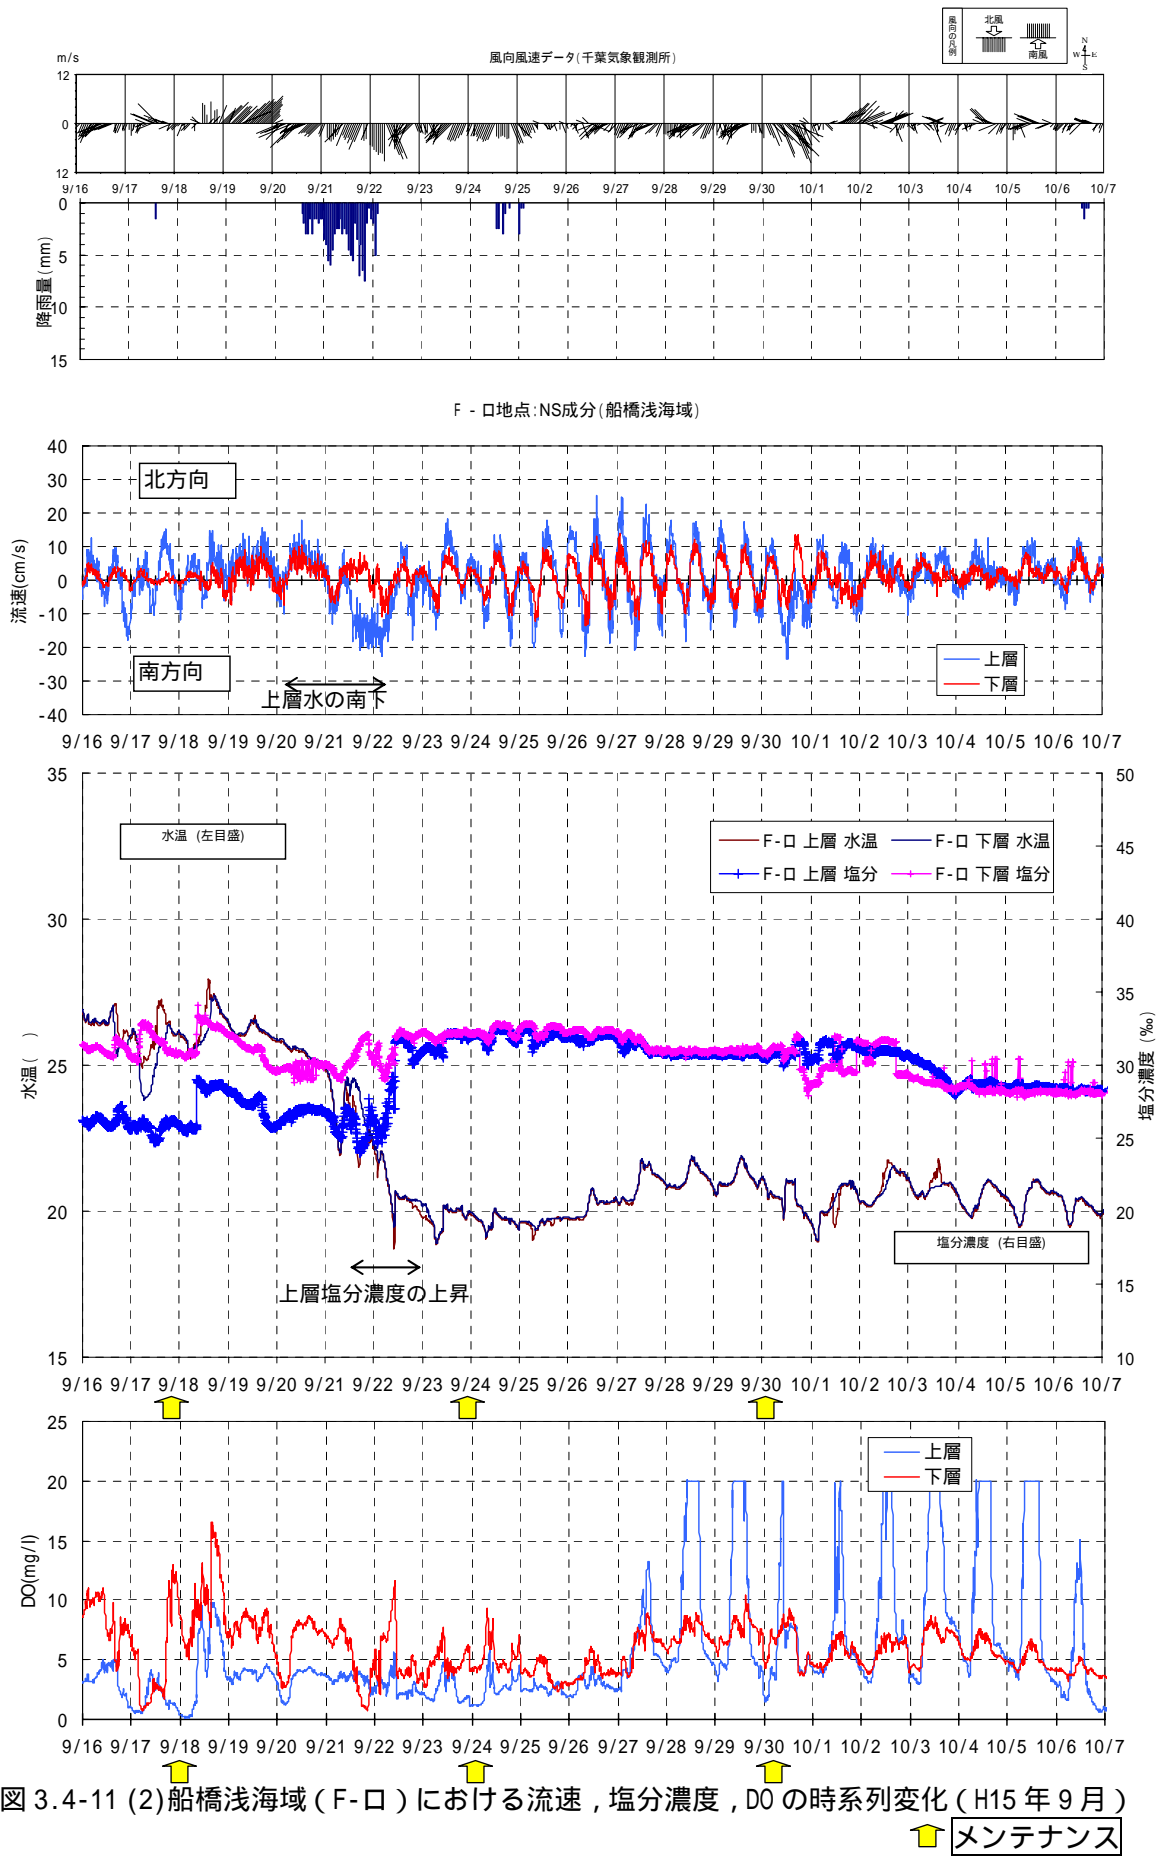 風向の凡例
北風
南風
N
W E
S
m/s
風向風速データ(千葉気象観測所)
12
0
12
9/16 9/17 9/18 9/19 9/20 9/21 9/22 9/23 9/24 9/25 9/26 9/27 9/28 9/29 9/30 10/1 10/2 10/3 10/4 10/5 10/6 10/7
降雨量(mm)
0
5
10
15
F - ロ地点:NS成分(船橋浅海域)
流速(cm/s)
40
30
20
10
0
-10
-20
-30
-40
北方向
南方向
上層水の南下
上層
下層
9/16 9/17 9/18 9/19 9/20 9/21 9/22 9/23 9/24 9/25 9/26 9/27 9/28 9/29 9/30 10/1 10/2 10/3 10/4 10/5 10/6 10/7
水温( )
35
30
25
20
15
水温 (左目盛)
F-ロ 上層 水温
F-ロ 下層 水温
F-ロ 上層 塩分
F-ロ 下層 塩分
塩分濃度 (右目盛)
上層塩分濃度の上昇
50
45
40
35
30
25
20
15
10
塩分濃度(‰)
9/16 9/17 9/18 9/19 9/20 9/21 9/22 9/23 9/24 9/25 9/26 9/27 9/28 9/29 9/30 10/1 10/2 10/3 10/4 10/5 10/6 10/7
DO(mg/l)
25
20
15
10
5
0
上層
下層
9/16 9/17 9/18 9/19 9/20 9/21 9/22 9/23 9/24 9/25 9/26 9/27 9/28 9/29 9/30 10/1 10/2 10/3 10/4 10/5 10/6 10/7
図 3.4-11 (2)船橋浅海域(F-ロ)における流速,塩分濃度,DO の時系列変化(H15 年 9 月)
メンテナンス